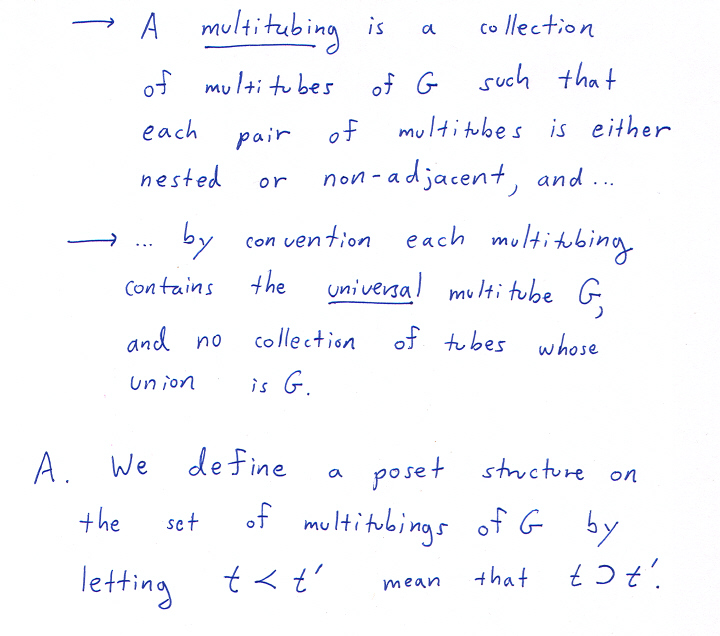 → A multitubing is a collection
of multitubes of G such that
each pair of multitubes is either
nested or non-adjacent, and...
→ ... by convention each multitubing
contains the universal multitube G,
and no collection of tubes whose
union is G.
A. We define a poset structure on
the set of multitubings of G by
letting t < t′ mean that t ⊃ t′.